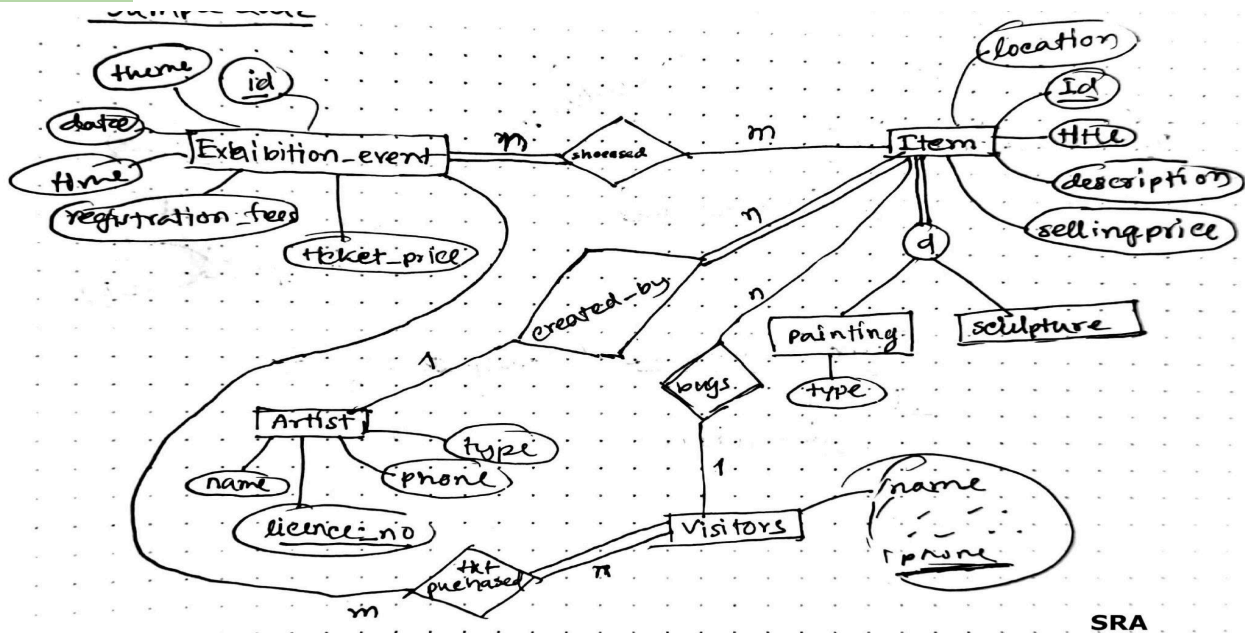 theme
id
date
time
Exhibition_event
registration_fees
ticket_price
m
showcased
m
location
Id
title
Item
description
sellingprice
d
painting
sculpture
type
n
created_by
1
n
buys
1
Artist
name
licence_no
phone
type
Visitors
name
phone
tkt
puchased
m
n
SRA